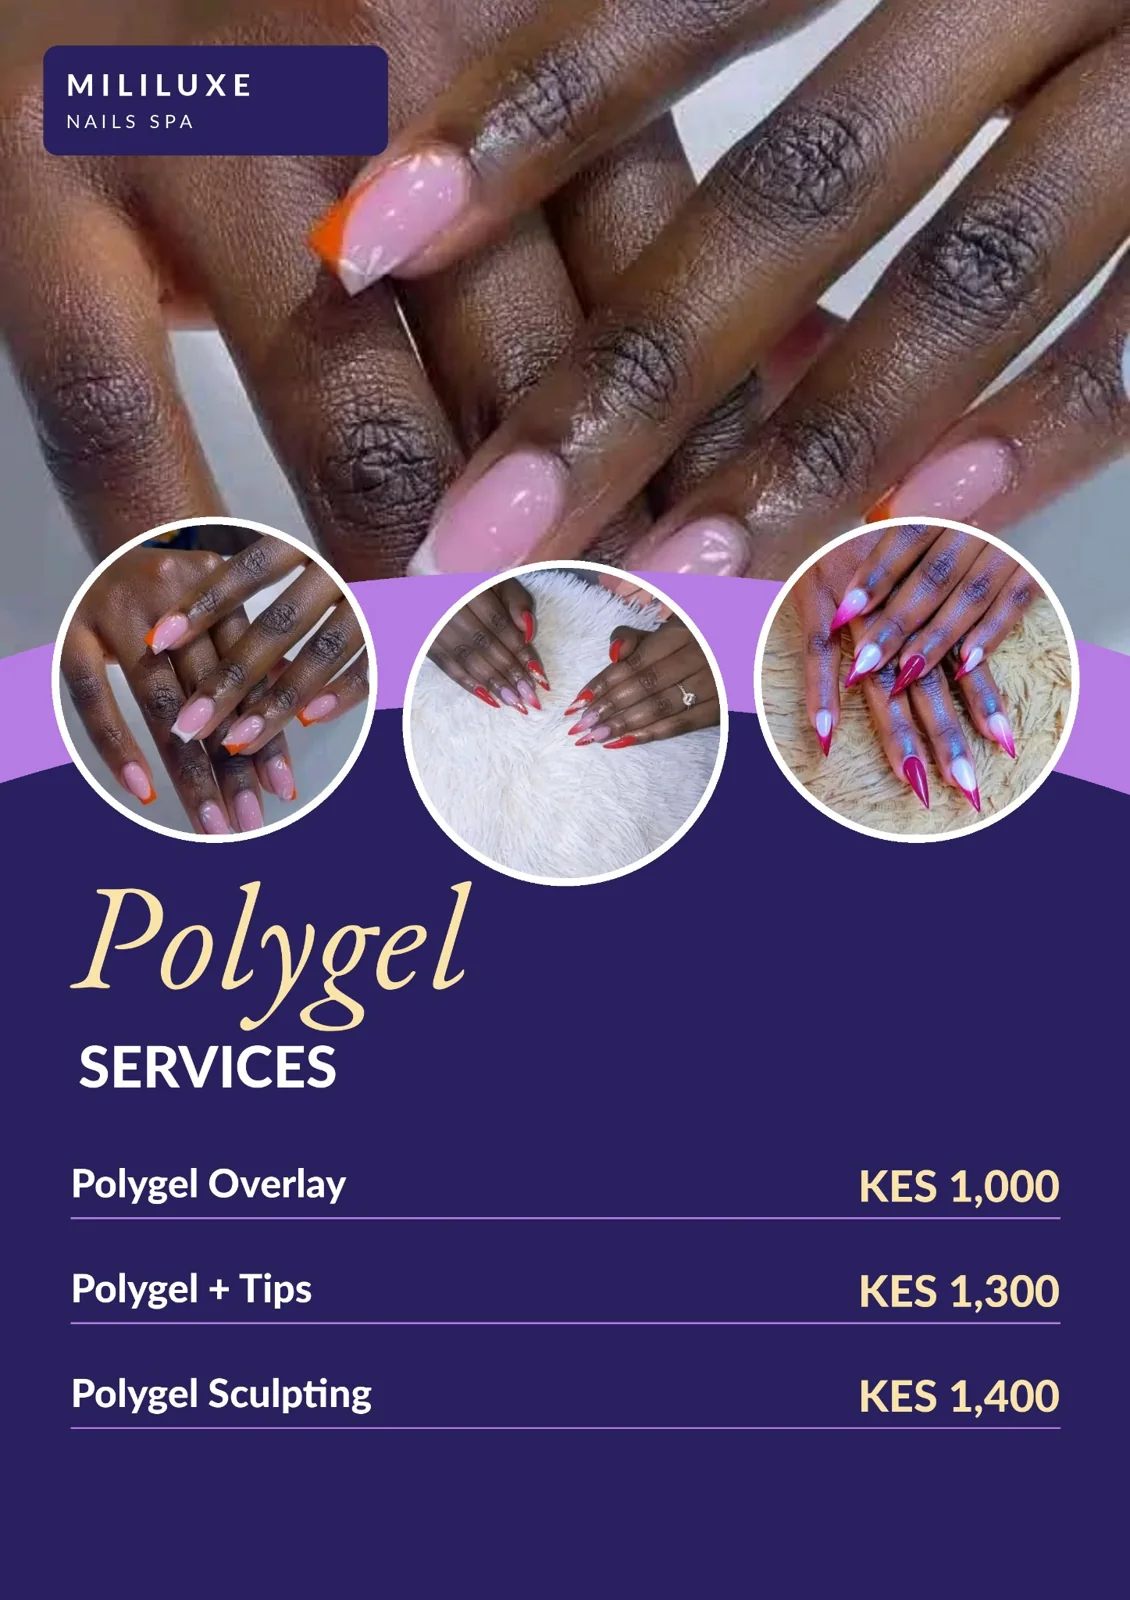 MILILUXE
NAILS SPA
Polygel
SERVICES
Polygel Overlay KES 1,000
Polygel + Tips KES 1,300
Polygel Sculpting KES 1,400